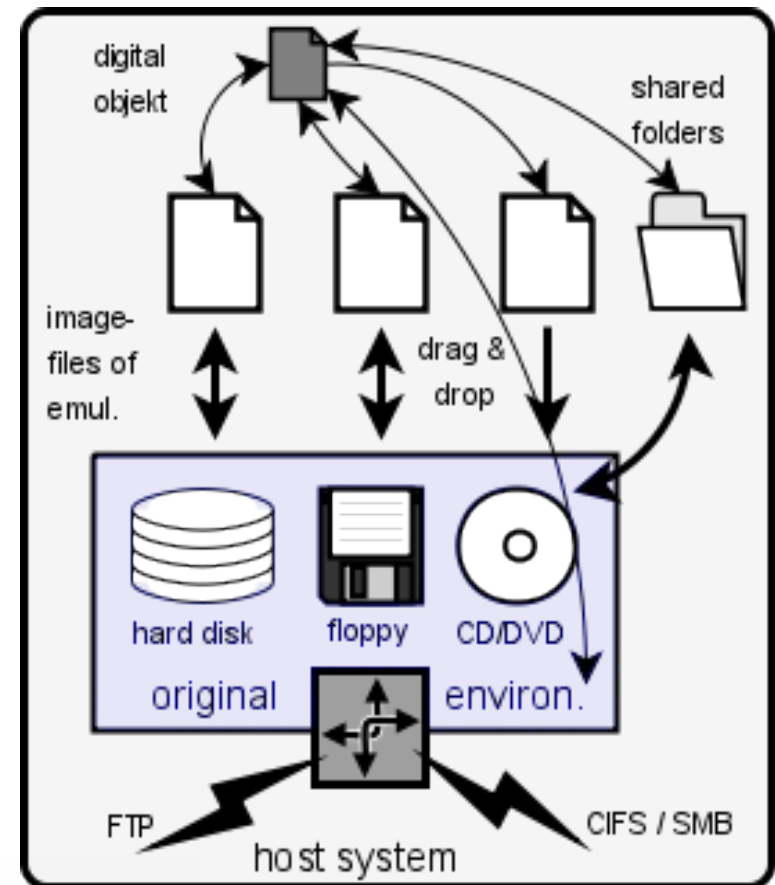 digital
objekt
shared
folders
image-
files of
emul.
drag &
drop
hard disk
floppy
CD/DVD
original
environ.
FTP
CIFS / SMB
host system